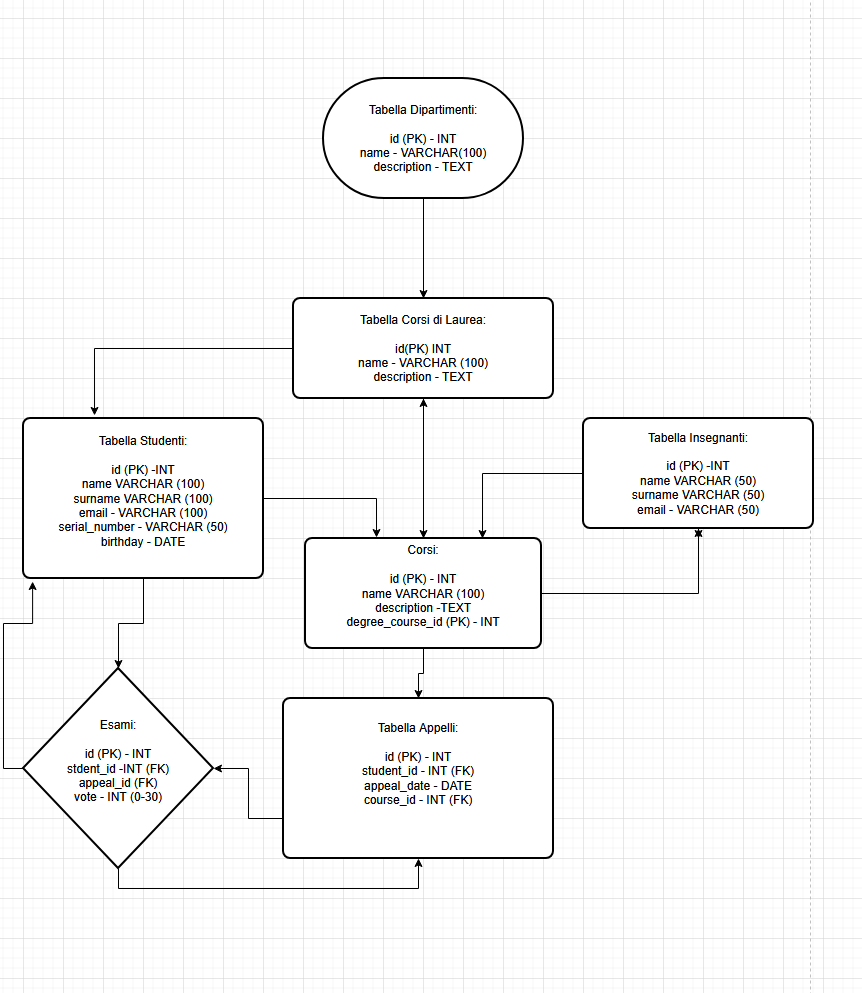 Tabella Dipartimenti:
id (PK) - INT
name - VARCHAR(100)
description - TEXT
Tabella Corsi di Laurea:
id(PK) INT
name - VARCHAR (100)
description - TEXT
Tabella Studenti:
id (PK) -INT
name VARCHAR (100)
surname VARCHAR (100)
email - VARCHAR (100)
serial_number - VARCHAR (50)
birthday - DATE
Tabella Insegnanti:
id (PK) -INT
name VARCHAR (50)
surname VARCHAR (50)
email - VARCHAR (50)
Corsi:
id (PK) - INT
name VARCHAR (100)
description -TEXT
degree_course_id (PK) - INT
Esami:
id (PK) - INT
stdent_id -INT (FK)
appeal_id (FK)
vote - INT (0-30)
Tabella Appelli:
id (PK) - INT
student_id - INT (FK)
appeal_date - DATE
course_id - INT (FK)